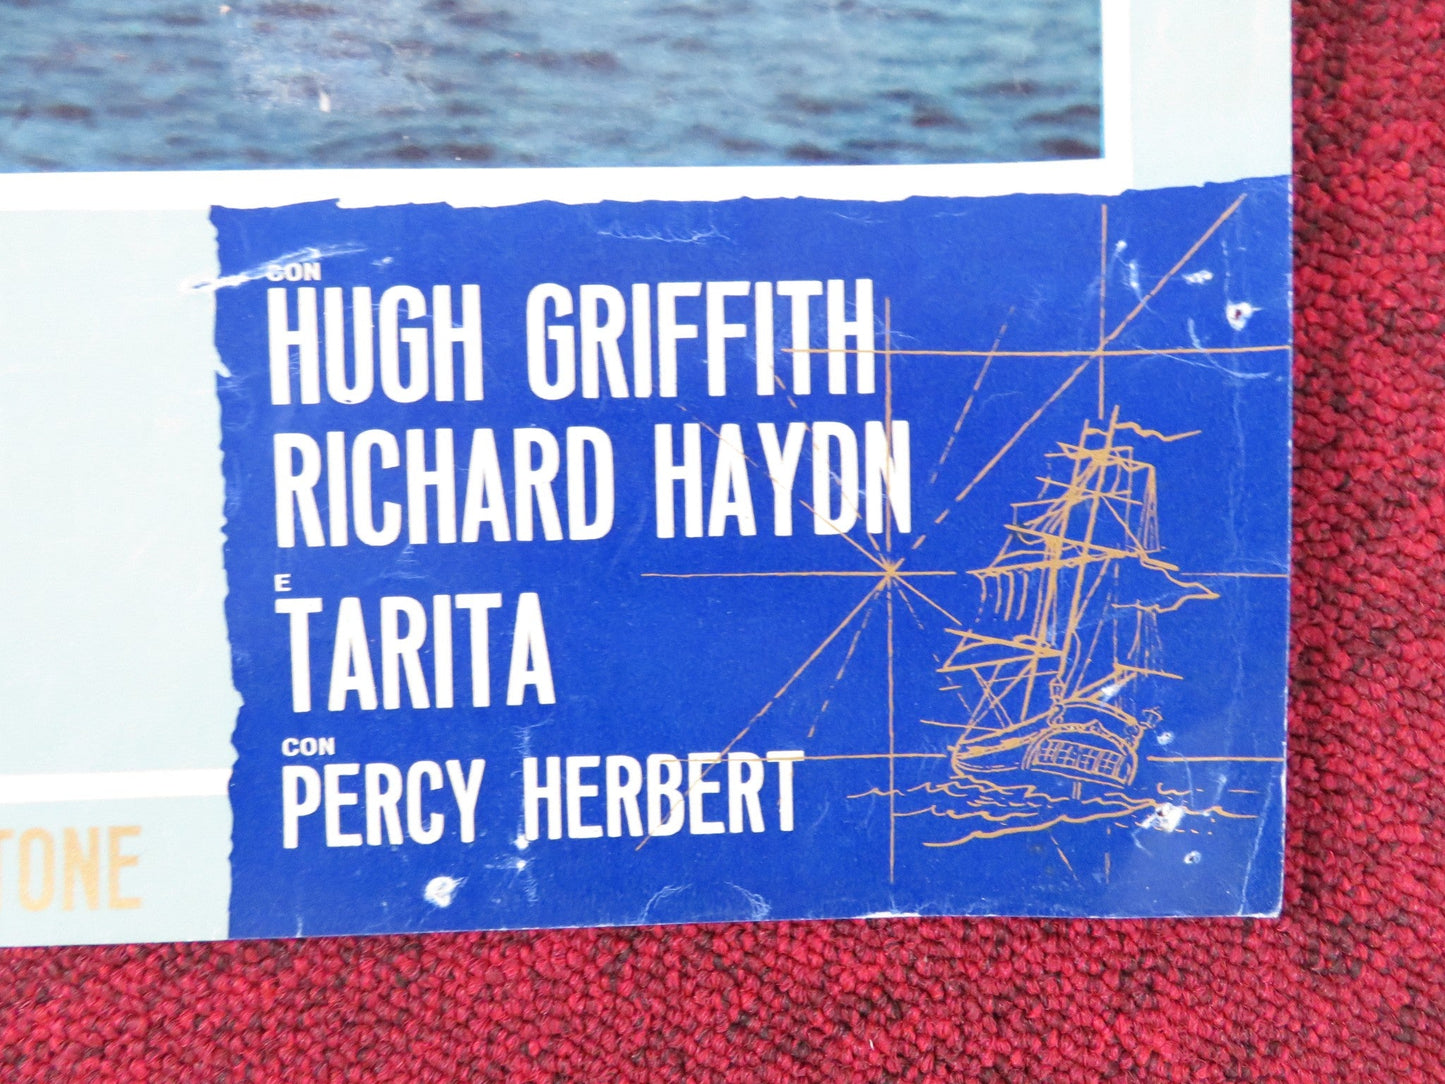 CON
HUGH GRIFFITH
RICHARD HAYDN
E
TARITA
CON
PERCY HERBERT
TONE